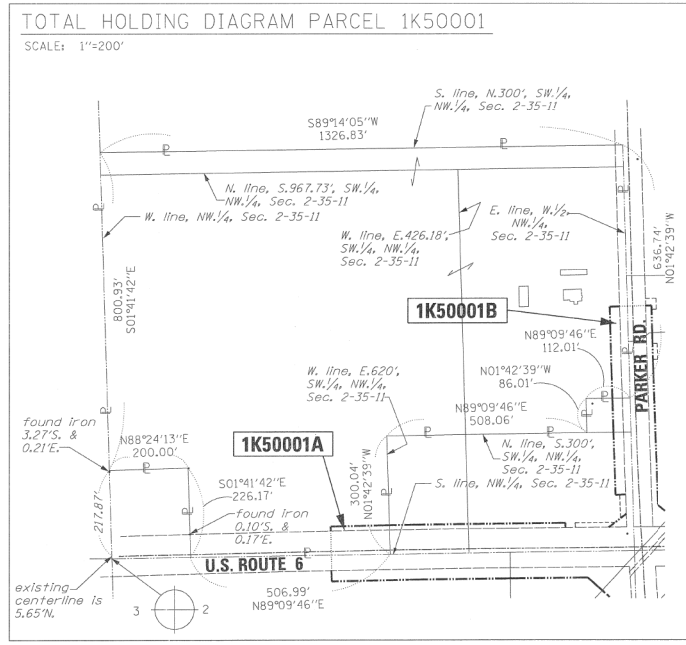 TOTAL HOLDING DIAGRAM PARCEL 1K50001
SCALE: 1"=200'
S. line, N.300', SW.¼,
NW.¼, Sec. 2-35-11
S89°14'05"W
1326.83'
N. line, S.967.73', SW.¼,
NW.¼, Sec. 2-35-11
W. line, NW.¼, Sec. 2-35-11
W. line, E.426.18',
SW.¼, NW.¼,
Sec. 2-35-11
E. line, W.½,
NW.¼,
Sec. 2-35-11
636.74'
N01°42'39"W
800.93'
S01°41'42"E
1K50001B
PARKER RD.
N89°09'46"E
112.01'
N01°42'39"W
86.01'
W. line, E.620',
SW.¼, NW.¼,
Sec. 2-35-11
N89°09'46"E
508.06'
found iron
3.27'S. &
0.21'E.
N88°24'13"E
200.00'
1K50001A
300.04'
N01°42'39"W
N. line, S.300',
SW.¼, NW.¼,
Sec. 2-35-11
S. line, NW.¼, Sec. 2-35-11
S01°41'42"E
226.17'
217.87'
found iron
0.10'S. &
0.17'E.
U.S. ROUTE 6
existing
centerline is
5.65'N.
3 2
506.99'
N89°09'46"E